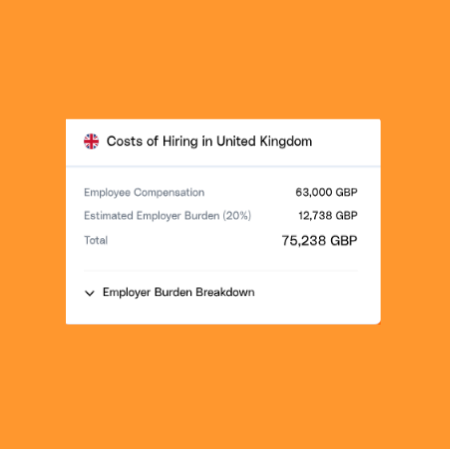 Costs of Hiring in United Kingdom
Employee Compensation 63,000 GBP
Estimated Employer Burden (20%) 12,738 GBP
Total 75,238 GBP
Employer Burden Breakdown